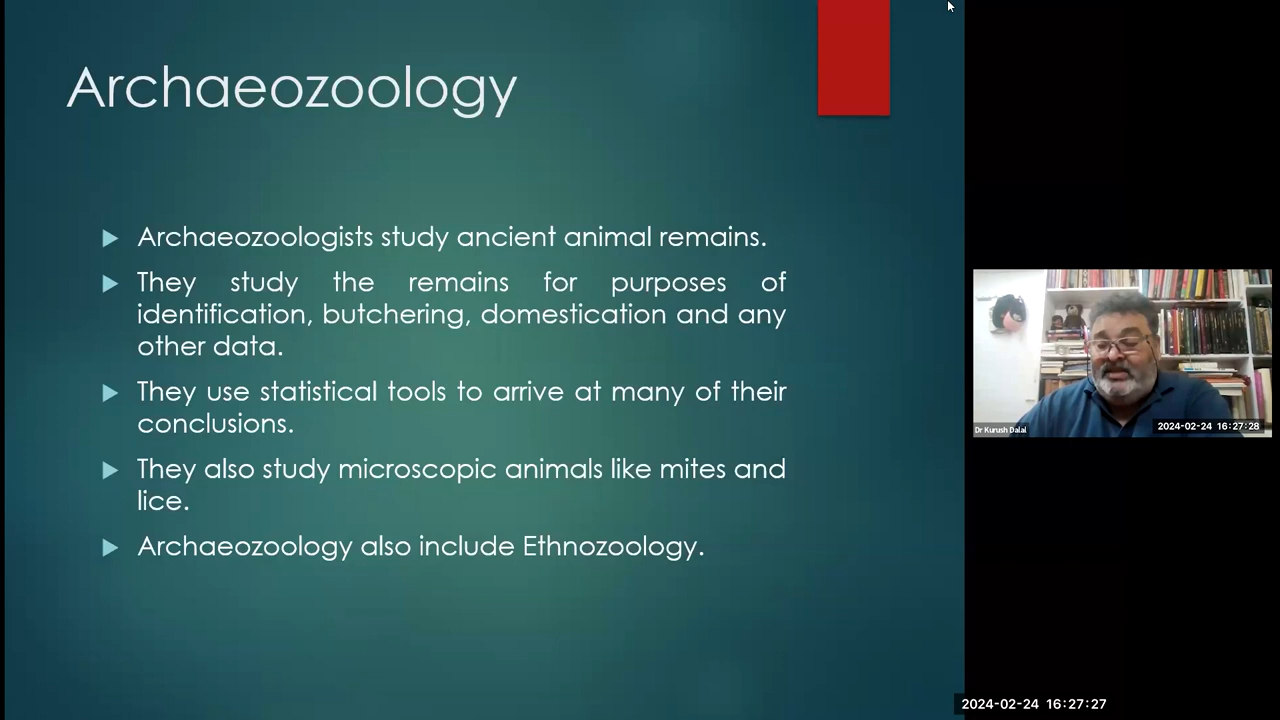 Archaeozoology
Archaeozoologists study ancient animal remains.
They study the remains for purposes of
identification, butchering, domestication and any
other data.
They use statistical tools to arrive at many of their
conclusions.
They also study microscopic animals like mites and
lice.
Archaeozoology also include Ethnozoology.
Dr Kurush Dalal
2024-02-24 16:27:28
2024-02-24 16:27:27